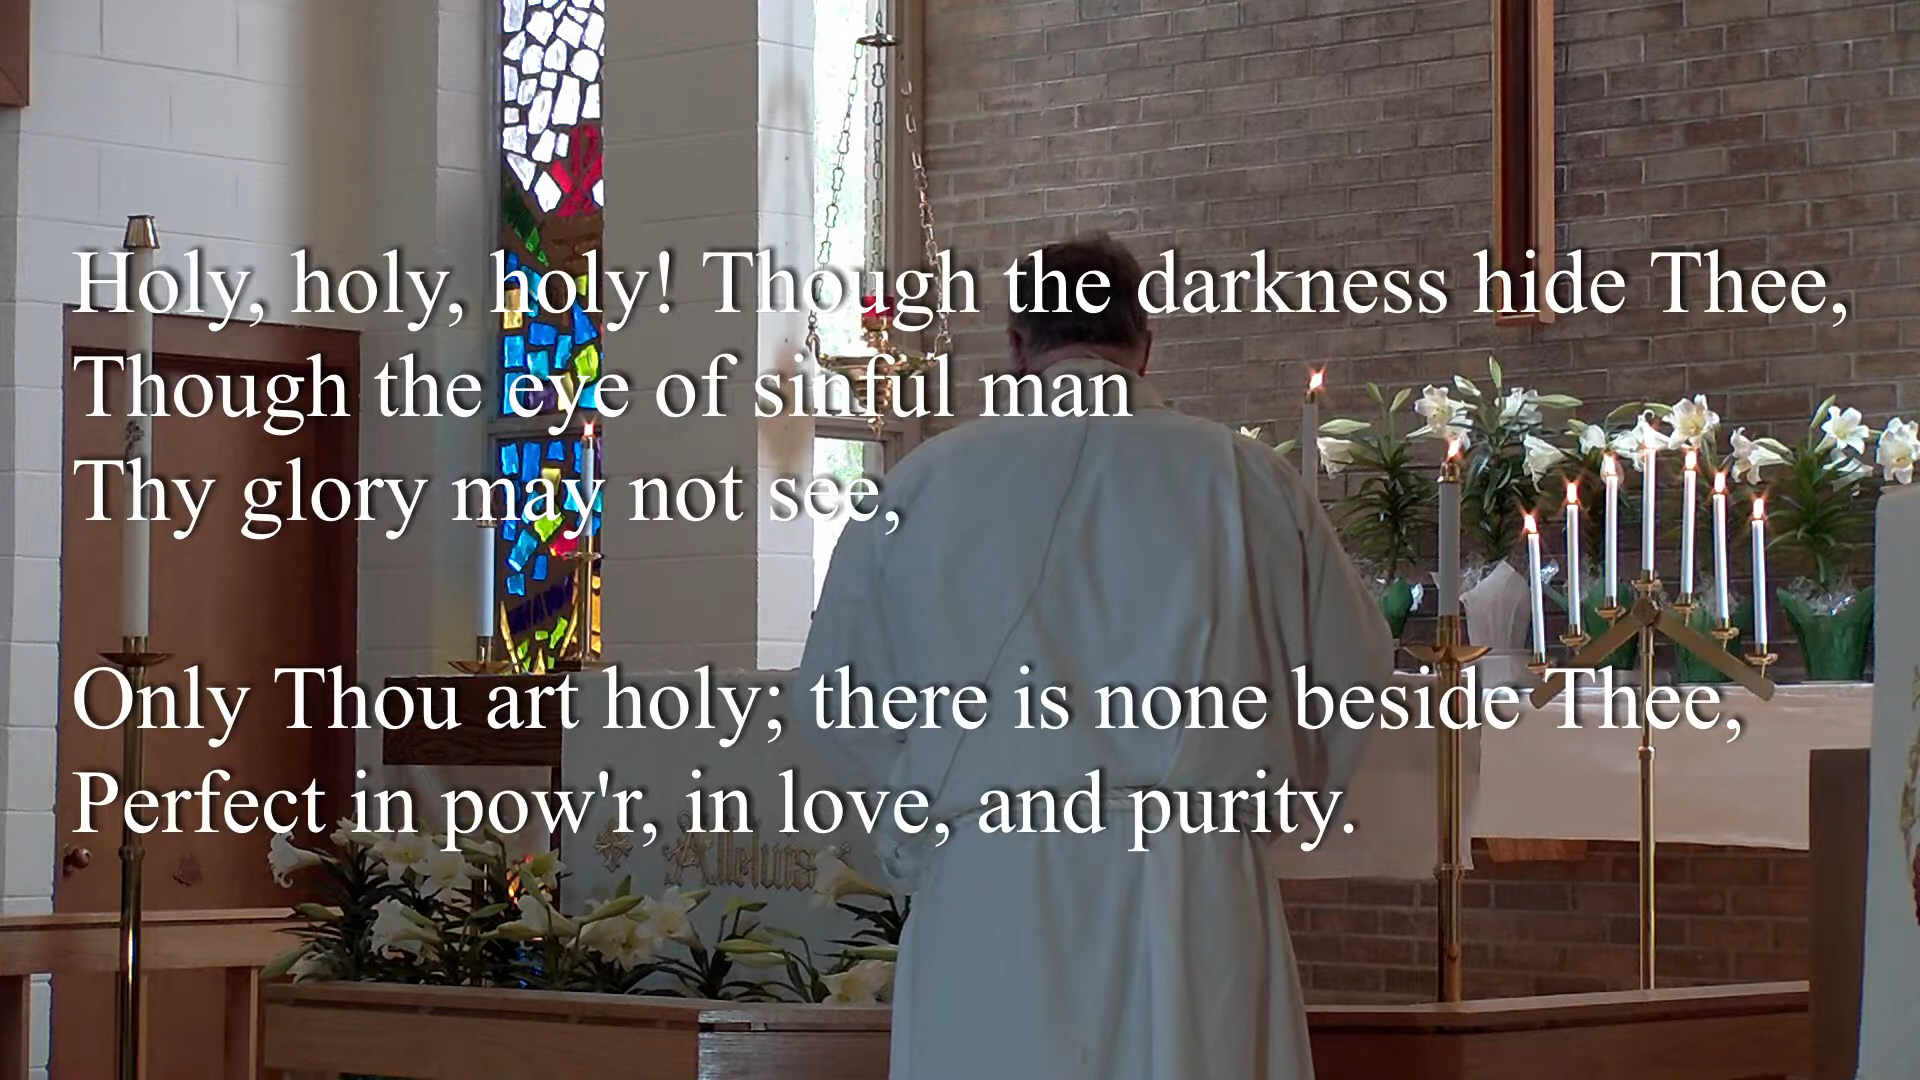 Holy, holy, holy! Though the darkness hide Thee,
Though the eye of sinful man
Thy glory may not see,
Only Thou art holy; there is none beside Thee,
Perfect in pow'r, in love, and purity.
Alleluia